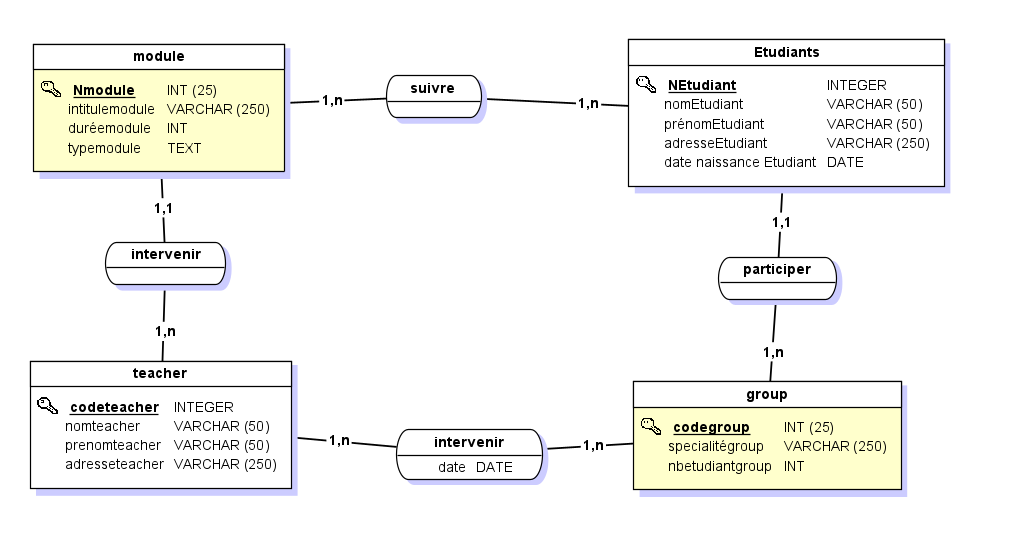 module
Nmodule INT (25)
intitulemodule VARCHAR (250)
duréemodule INT
typemodule TEXT
1,n
suivre
1,n
Etudiants
NEtudiant INTEGER
nomEtudiant VARCHAR (50)
prénomEtudiant VARCHAR (50)
adresseEtudiant VARCHAR (250)
date naissance Etudiant DATE
1,1
intervenir
1,n
1,1
participer
1,n
teacher
codeteacher INTEGER
nomteacher VARCHAR (50)
prenomteacher VARCHAR (50)
adresseteacher VARCHAR (250)
1,n
intervenir
date DATE
1,n
group
codegroup INT (25)
specialitégroup VARCHAR (250)
nbetudiantgroup INT